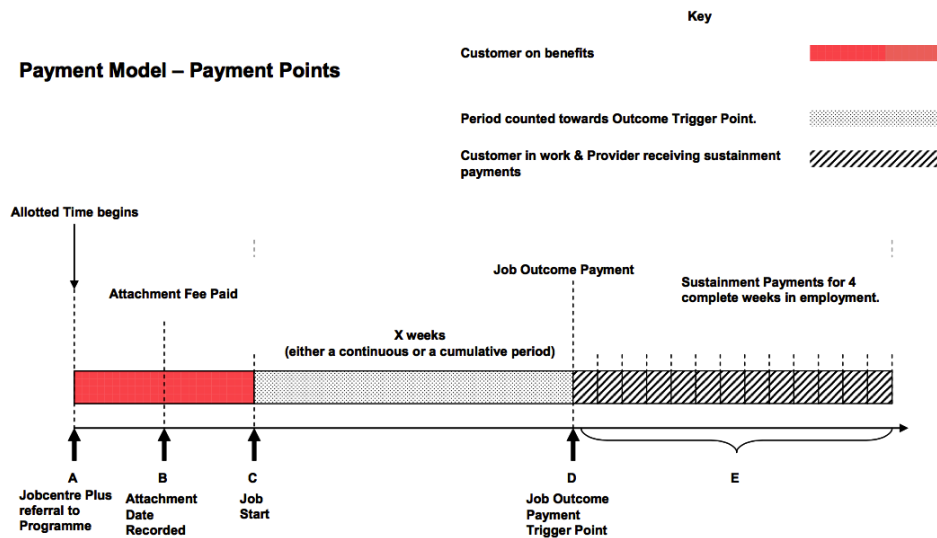 Key
Payment Model – Payment Points
Customer on benefits
Period counted towards Outcome Trigger Point.
Customer in work & Provider receiving sustainment
payments
Allotted Time begins
Attachment Fee Paid
X weeks
(either a continuous or a cumulative period)
Job Outcome Payment
Sustainment Payments for 4
complete weeks in employment.
A
Jobcentre Plus
referral to
Programme
B
Attachment
Date
Recorded
C
Job
Start
D
Job Outcome
Payment
Trigger Point
E